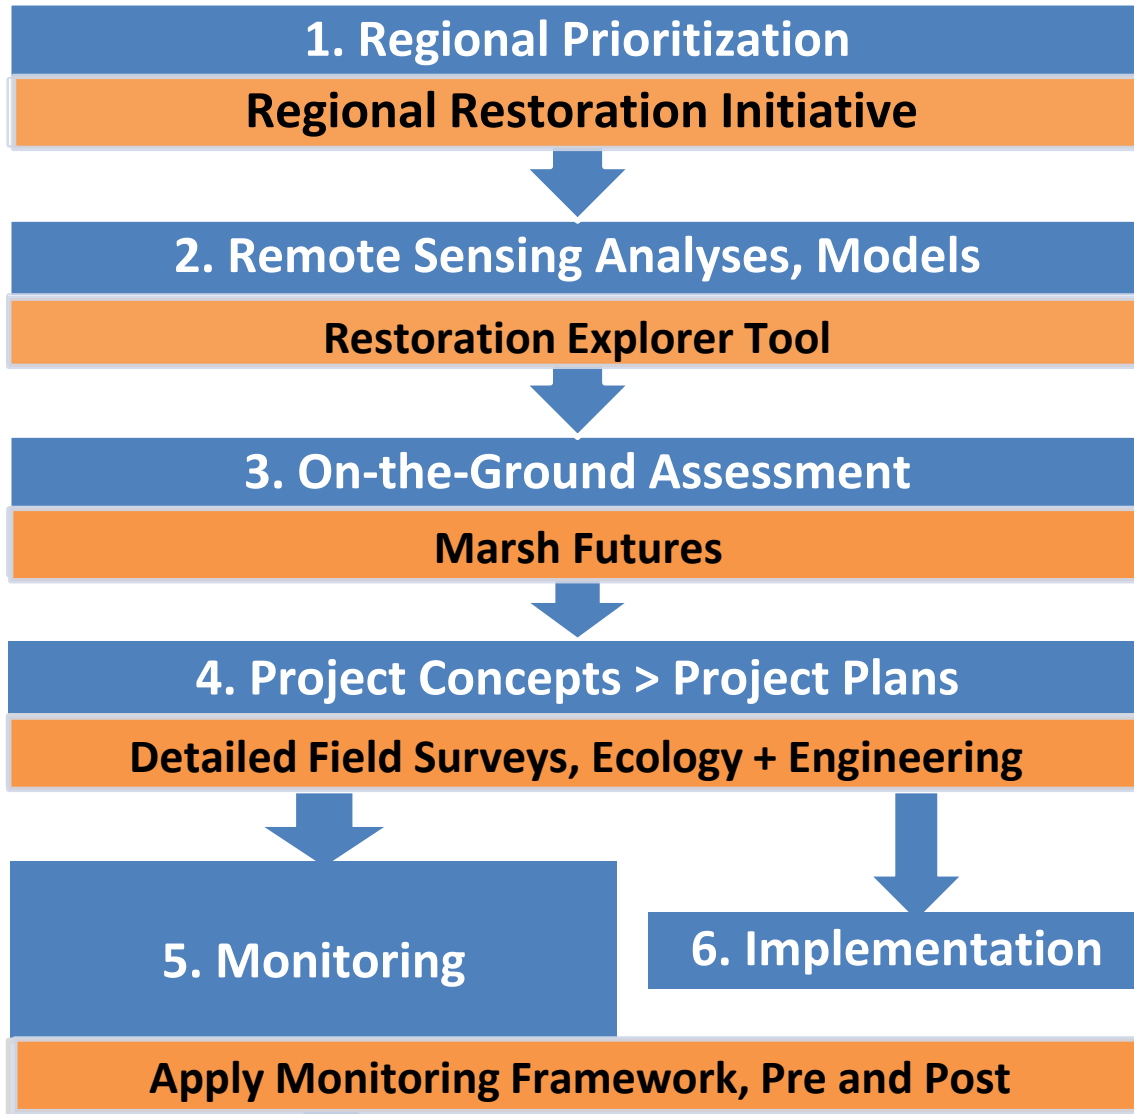 1. Regional Prioritization
Regional Restoration Initiative
2. Remote Sensing Analyses, Models
Restoration Explorer Tool
3. On-the-Ground Assessment
Marsh Futures
4. Project Concepts > Project Plans
Detailed Field Surveys, Ecology + Engineering
5. Monitoring
6. Implementation
Apply Monitoring Framework, Pre and Post